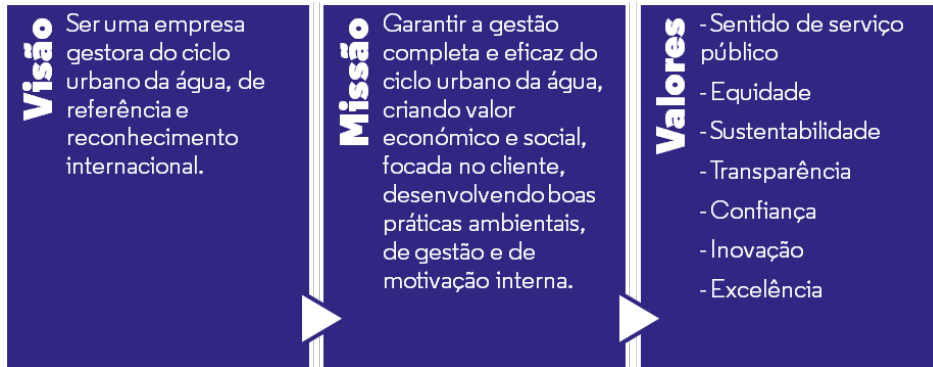 Visão
Ser uma empresa
gestora do ciclo
urbano da água, de
referência e
reconhecimento
internacional.
Missão
Garantir a gestão
completa e eficaz do
ciclo urbano da água,
criando valor
económico e social,
focada no cliente,
desenvolvendo boas
práticas ambientais,
de gestão e de
motivação interna.
Valores
-Sentido de serviço
público
-Equidade
-Sustentabilidade
-Transparência
-Confiança
-Inovação
-Excelência